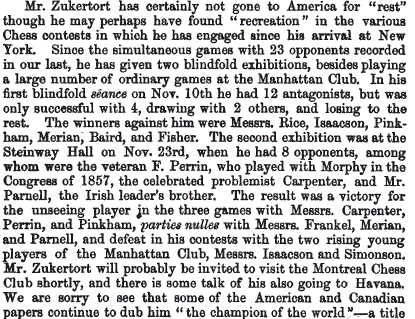 Mr. Zukertort has certainly not gone to America for "rest"
though he may perhaps have found "recreation" in the various
Chess contests in which he has engaged since his arrival at New
York. Since the simultaneous games with 23 opponents recorded
in our last, he has given two blindfold exhibitions, besides playing
a large number of ordinary games at the Manhattan Club. In his
first blindfold séance on Nov. 10th he had 12 antagonists, but was
only successful with 4, drawing with 2 others, and losing to the
rest. The winners against him were Messrs. Rice, Isaacson, Pink-
ham, Merian, Baird, and Fisher. The second exhibition was at the
Steinway Hall on Nov. 23rd, when he had 8 opponents, among
whom were the veteran F. Perrin, who played with Morphy in the
Congress of 1857, the celebrated problemist Carpenter, and Mr.
Parnell, the Irish leader's brother. The result was a victory for
the unseeing player in the three games with Messrs. Carpenter,
Perrin, and Pinkham, parties nulles with Messrs. Frankel, Merian,
and Parnell, and defeat in his contests with the two rising young
players of the Manhattan Club, Messrs. Isaacson and Simonson.
Mr. Zukertort will probably be invited to visit the Montreal Chess
Club shortly, and there is some talk of his also going to Havana.
We are sorry to see that some of the American and Canadian
papers continue to dub him "the champion of the world"—a title